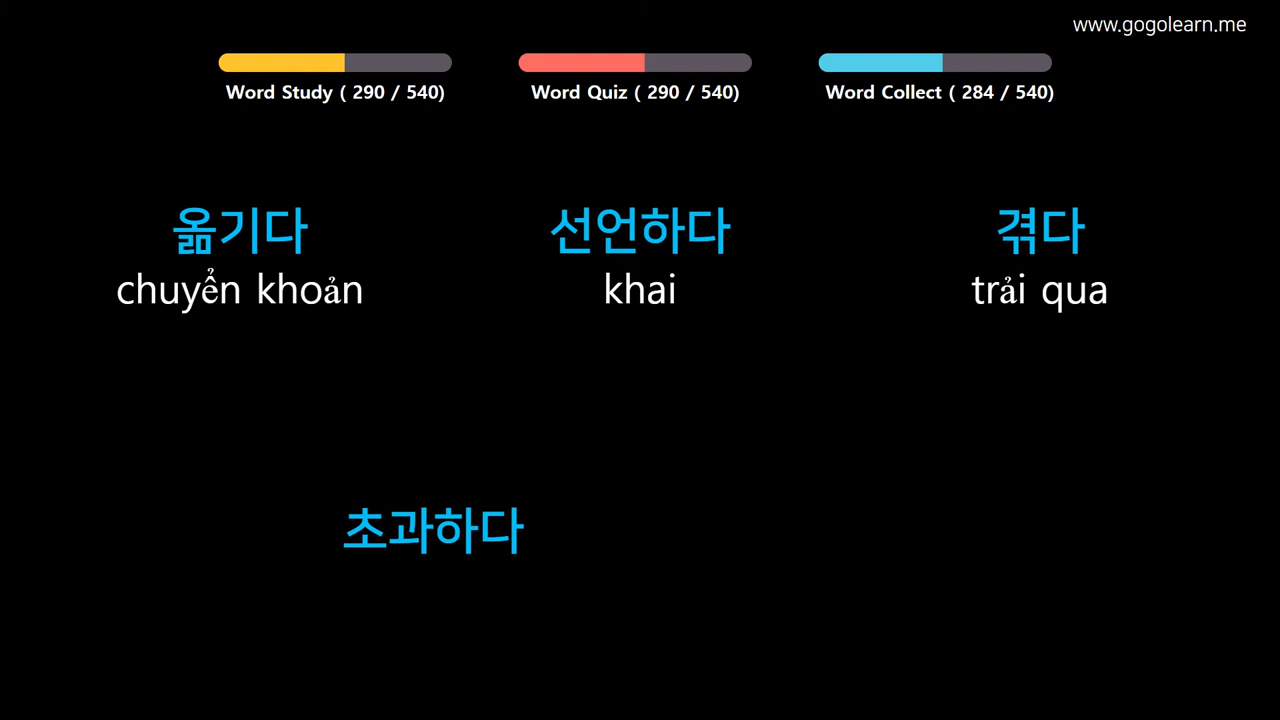 www.gogolearn.me
Word Study ( 290 / 540)
Word Quiz ( 290 / 540)
Word Collect ( 284 / 540)
옮기다
선언하다
겪다
chuyển khoản
khai
trải qua
초과하다